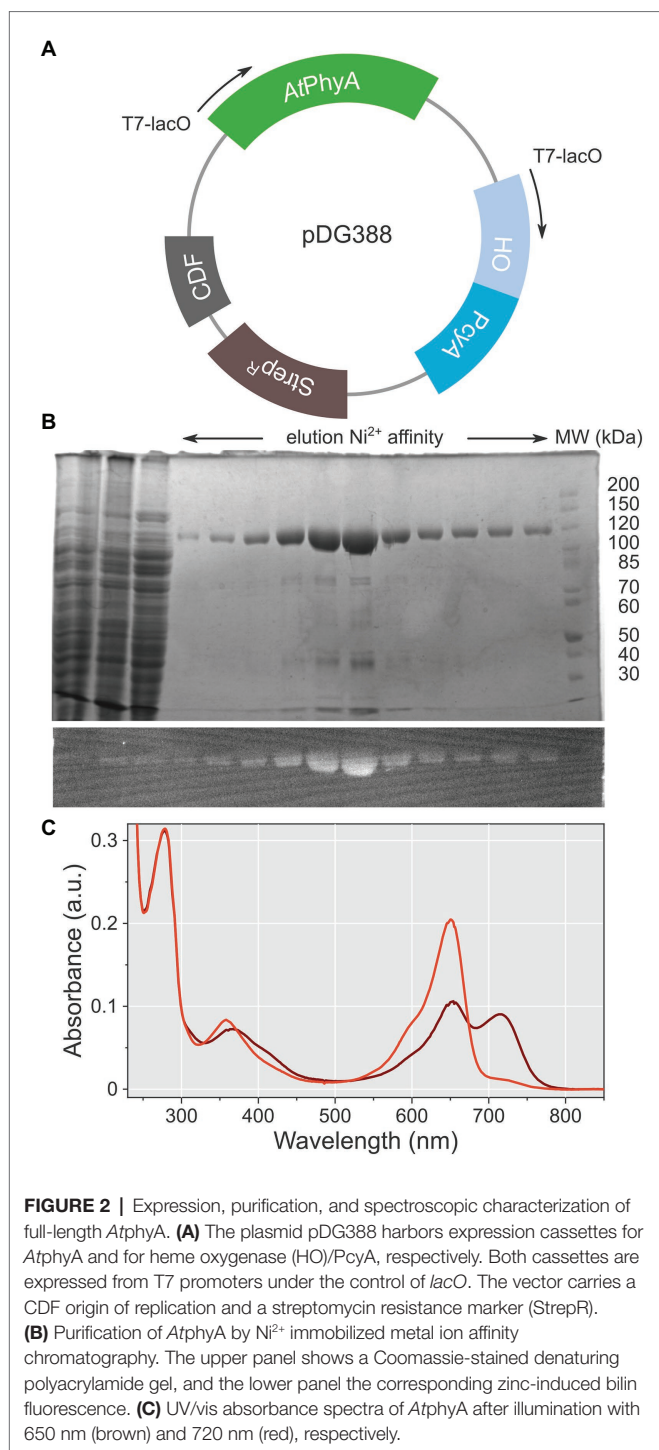 A
AtPhyA
T7-lacO
T7-lacO
pDG388
HO
CDF
PcyA
Strepᴿ
B
elution Ni²⁺ affinity
MW (kDa)
200
150
120
100
85
70
60
50
40
30
C
0.3
0.2
0.1
0
Absorbance (a.u.)
300 400 500 600 700 800
Wavelength (nm)
FIGURE 2 | Expression, purification, and spectroscopic characterization of
full-length AtphyA. (A) The plasmid pDG388 harbors expression cassettes for
AtphyA and for heme oxygenase (HO)/PcyA, respectively. Both cassettes are
expressed from T7 promoters under the control of lacO. The vector carries a
CDF origin of replication and a streptomycin resistance marker (StrepR).
(B) Purification of AtphyA by Ni²⁺ immobilized metal ion affinity
chromatography. The upper panel shows a Coomassie-stained denaturing
polyacrylamide gel, and the lower panel the corresponding zinc-induced bilin
fluorescence. (C) UV/vis absorbance spectra of AtphyA after illumination with
650 nm (brown) and 720 nm (red), respectively.